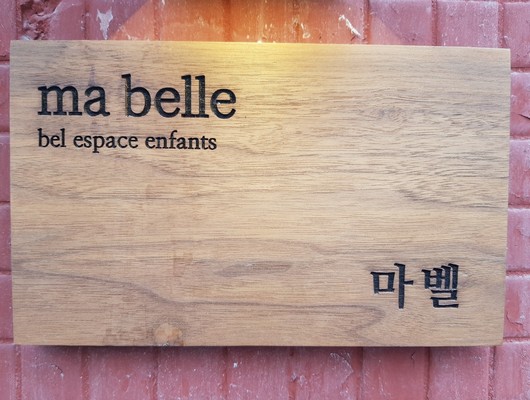 ma belle
bel espace enfants
마벨